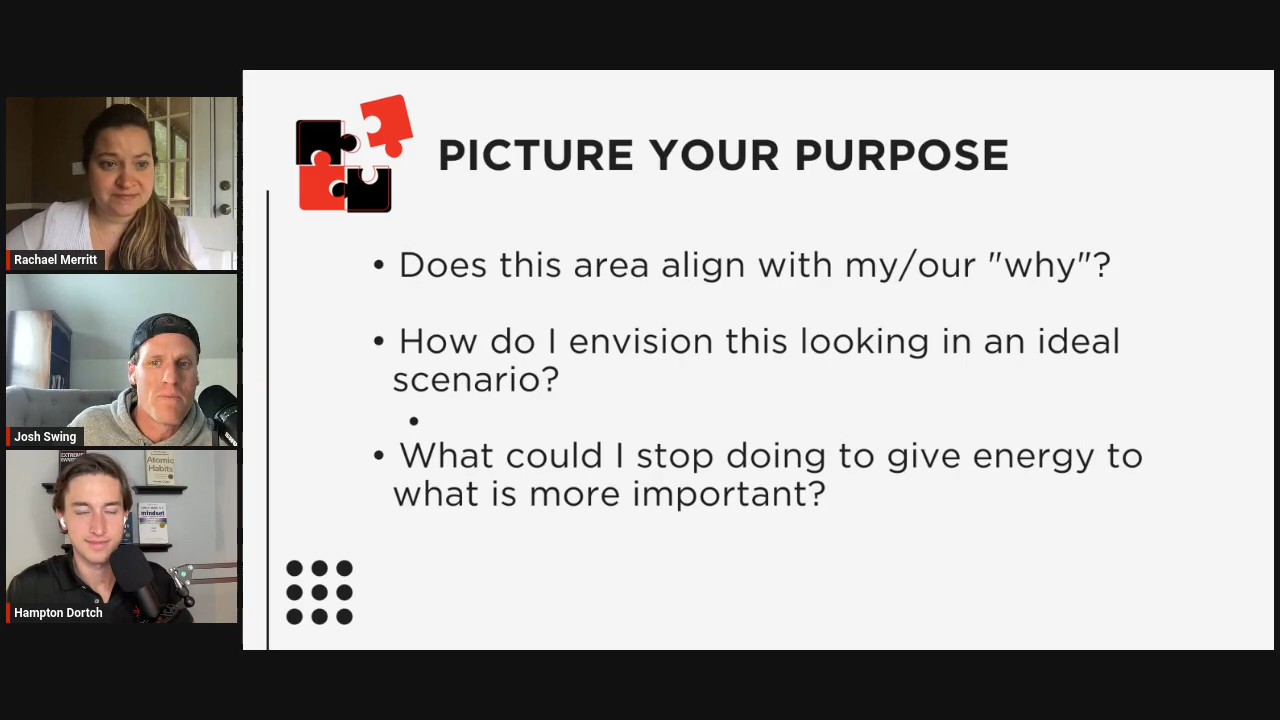 Rachael Merritt
Josh Swing
EXTREME
Atomic
Habits
mindset
Hampton Dortch
PICTURE YOUR PURPOSE
• Does this area align with my/our "why"?
• How do I envision this looking in an ideal
scenario?
•
• What could I stop doing to give energy to
what is more important?